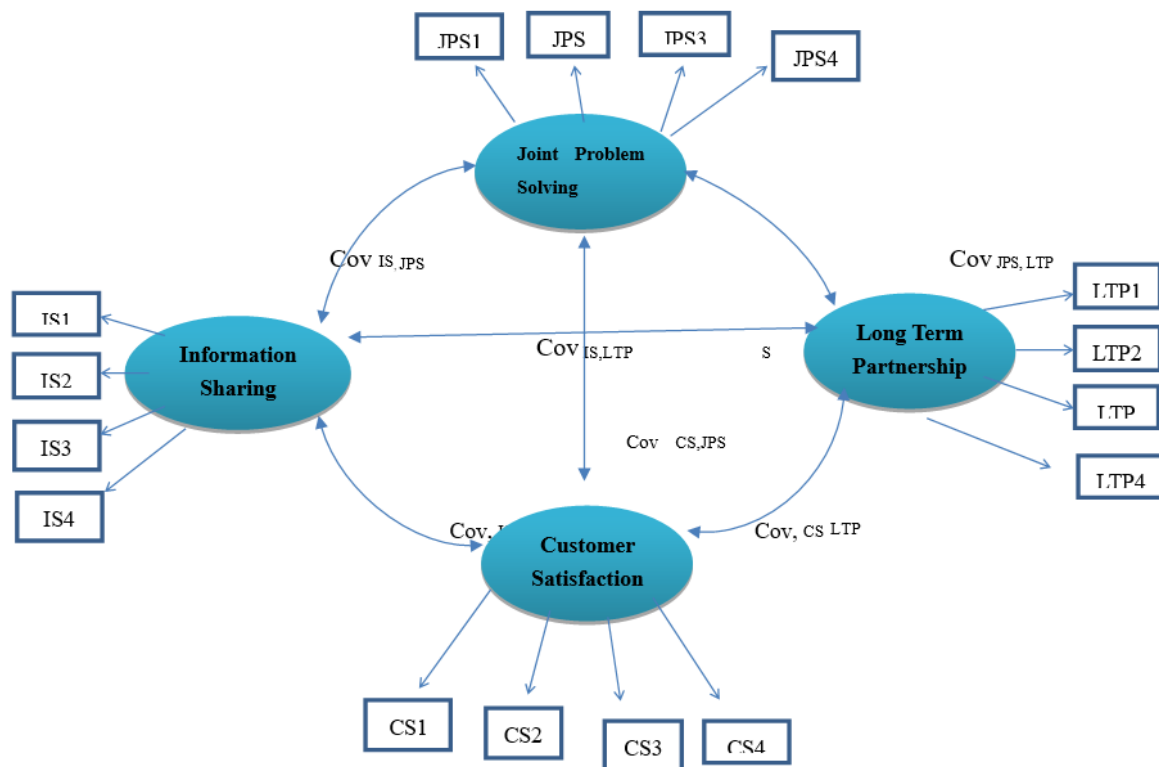 JPS1
JPS
JPS3
JPS4
Joint Problem
Solving
Cov IS, JPS
Cov JPS, LTP
IS1
IS2
IS3
IS4
Information
Sharing
Cov IS,LTP
S
Long Term
Partnership
LTP1
LTP2
LTP
LTP4
Cov CS,JPS
Cov,
Cov, CS LTP
Customer
Satisfaction
CS1
CS2
CS3
CS4